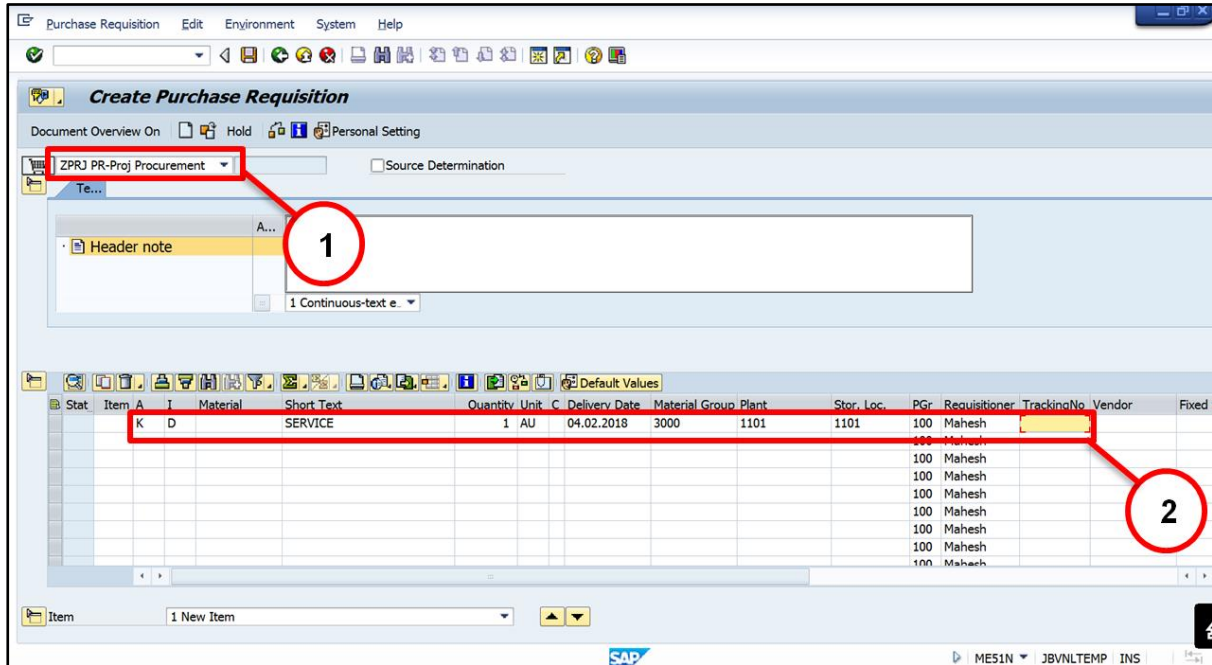 Purchase Requisition Edit Environment System Help
Create Purchase Requisition
Document Overview On Hold Personal Setting
ZPRJ PR-Proj Procurement Source Determination
Te...
A...
Header note
1
1 Continuous-text e..
Default Values
Stat Item A I Material Short Text Quantity Unit C Delivery Date Material Group Plant Stor. Loc. PGr Requisitioner TrackingNo Vendor Fixed
K D SERVICE 1 AU 04.02.2018 3000 1101 1101 100 Mahesh
100 Mahesh
100 Mahesh
100 Mahesh
100 Mahesh
100 Mahesh
100 Mahesh
100 Mahesh
100 Mahesh
2
Item 1 New Item
SAP ME51N JBVNLTEMP INS